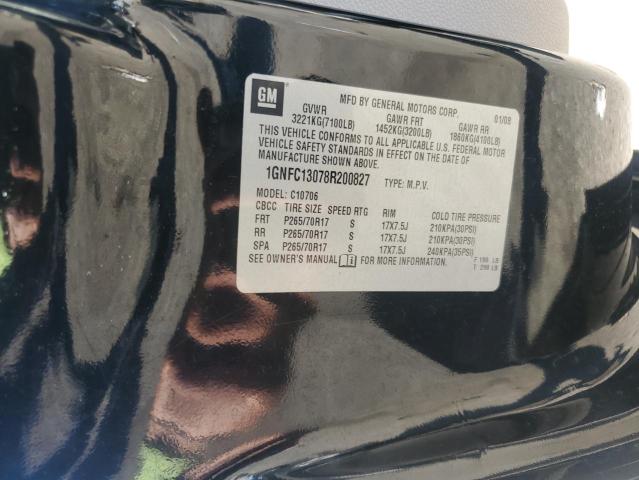 GM
MFD BY GENERAL MOTORS CORP. 01/08
GVWR GAWR FRT GAWR RR
3221KG(7100LB) 1452KG(3200LB) 1860KG(4100LB)
THIS VEHICLE CONFORMS TO ALL APPLICABLE U.S. FEDERAL MOTOR
VEHICLE SAFETY STANDARDS IN EFFECT ON THE DATE OF
MANUFACTURE SHOWN ABOVE.
1GNFC13078R200827 TYPE: M.P.V.
MODEL: C10706
CBCC TIRE SIZE SPEED RTG RIM COLD TIRE PRESSURE
FRT P265/70R17 S 17X7.5J 210KPA(30PSI)
RR P265/70R17 S 17X7.5J 210KPA(30PSI)
SPA P265/70R17 S 17X7.5J 240KPA(35PSI)
SEE OWNER'S MANUAL FOR MORE INFORMATION.